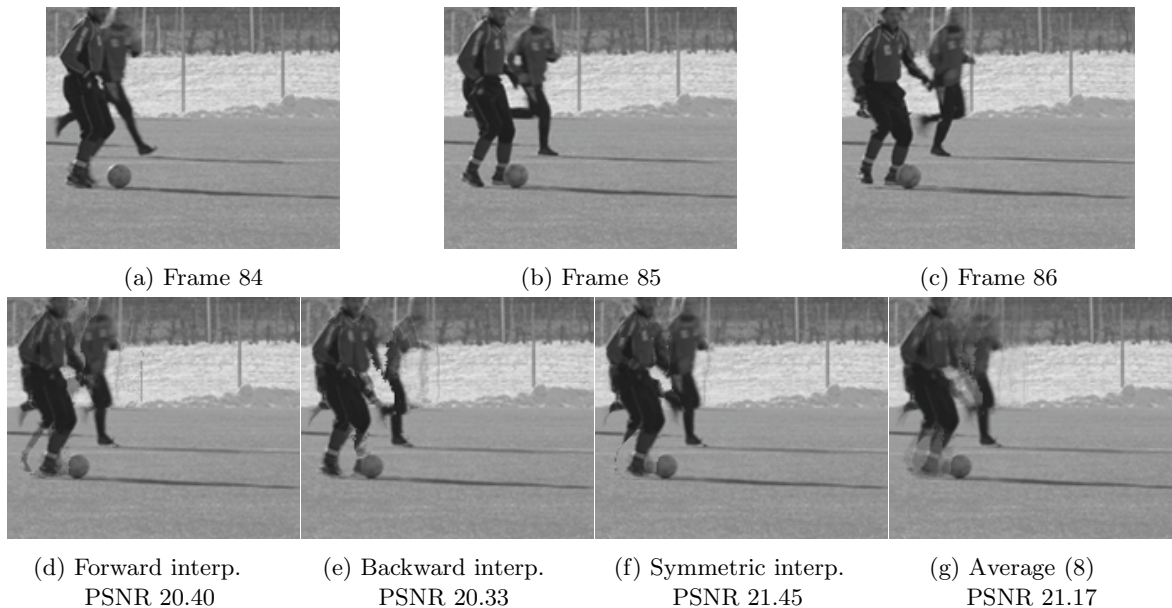 (a) Frame 84
(b) Frame 85
(c) Frame 86
(d) Forward interp.
PSNR 20.40
(e) Backward interp.
PSNR 20.33
(f) Symmetric interp.
PSNR 21.45
(g) Average (8)
PSNR 21.17